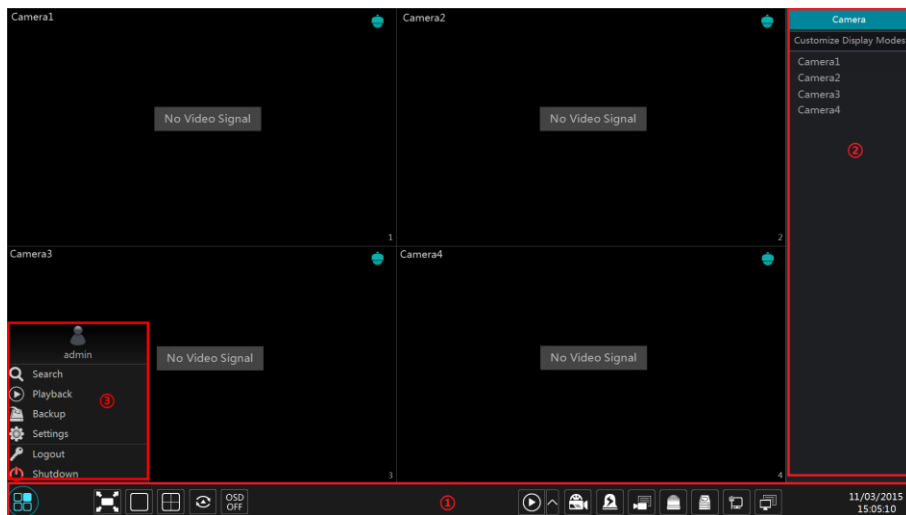 Camera1
Camera2
Camera
Customize Display Modes
Camera1
Camera2
Camera3
Camera4
②
No Video Signal
No Video Signal
1
2
Camera3
Camera4
No Video Signal
No Video Signal
3
4
admin
Search
Playback
③
Backup
Settings
Logout
Shutdown
OSD
OFF
①
11/03/2015
15:05:10